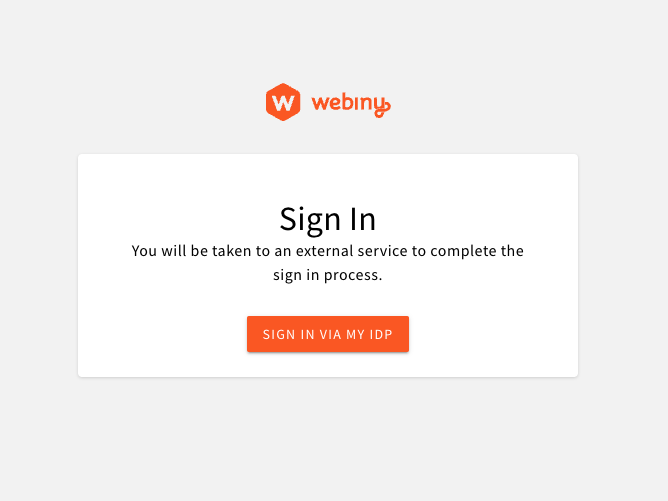 W webiny
Sign In
You will be taken to an external service to complete the
sign in process.
SIGN IN VIA MY IDP